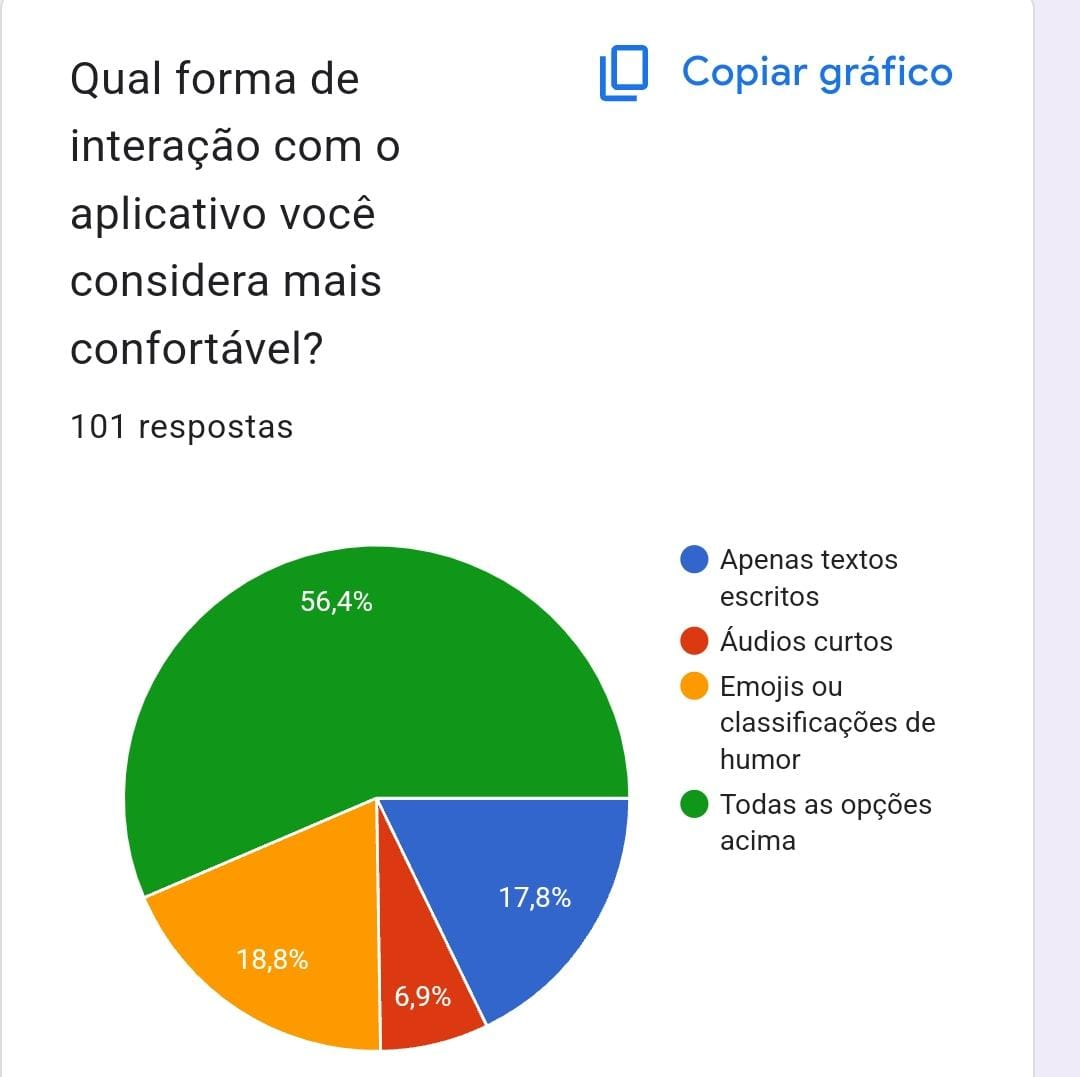 Qual forma de
interação com o
aplicativo você
considera mais
confortável?
Copiar gráfico
101 respostas
56,4%
17,8%
6,9%
18,8%
Apenas textos
escritos
Áudios curtos
Emojis ou
classificações de
humor
Todas as opções
acima